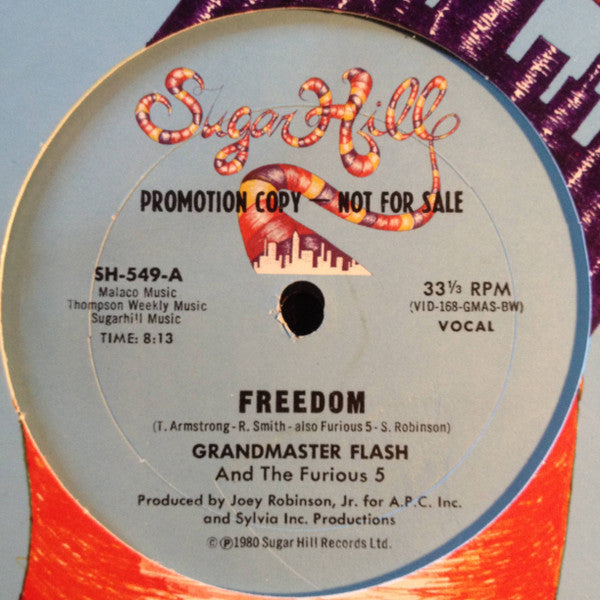 Sugar Hill
PROMOTION COPY — NOT FOR SALE
SH-549-A
Malaco Music
Thompson Weekly Music
Sugarhill Music
TIME: 8:13
33⅓ RPM
(VID-168-GMAS-BW)
VOCAL
FREEDOM
(T. Armstrong - R. Smith - also Furious 5 - S. Robinson)
GRANDMASTER FLASH
And The Furious 5
Produced by Joey Robinson, Jr. for A.P.C. Inc.
and Sylvia Inc. Productions
© ℗ 1980 Sugar Hill Records Ltd.